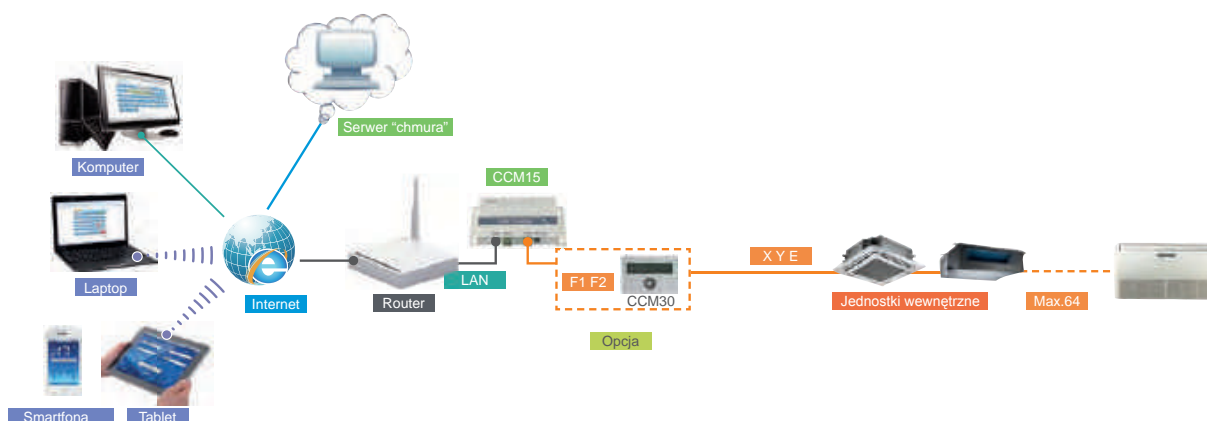 Serwer “chmura”
Komputer
CCM15
Laptop
Internet
Router
LAN
F1 F2
CCM30
X Y E
Jednostki wewnętrzne
Max.64
Opcja
Smartfona
Tablet